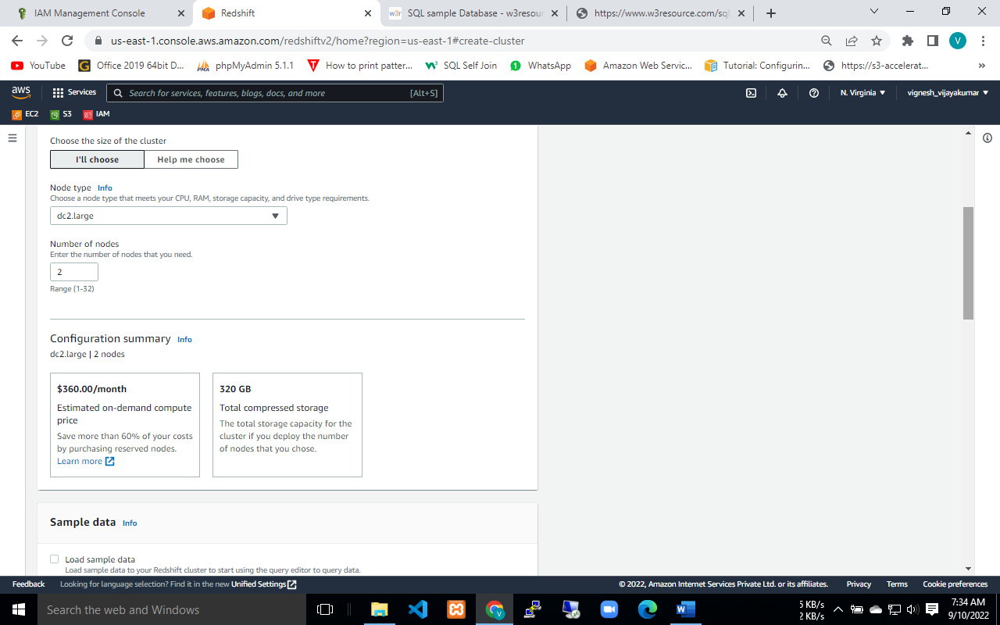 IAM Management Console
Redshift
w3r SQL sample Database - w3resour
https://www.w3resource.com/sql
us-east-1.console.aws.amazon.com/redshiftv2/home?region=us-east-1#create-cluster
V
YouTube
Office 2019 64bit D...
phpMyAdmin 5.1.1
How to print patter...
SQL Self Join
WhatsApp
Amazon Web Servic...
Tutorial: Configurin...
https://s3-accelerat...
»
aws
Services
Search for services, features, blogs, docs, and more [Alt+S]
N. Virginia
vignesh_vijayakumar
EC2
S3
IAM
Choose the size of the cluster
I'll choose
Help me choose
Node type Info
Choose a node type that meets your CPU, RAM, storage capacity, and drive type requirements.
dc2.large
Number of nodes
Enter the number of nodes that you need.
2
Range (1-32)
Configuration summary Info
dc2.large | 2 nodes
$360.00/month
Estimated on-demand compute
price
Save more than 60% of your costs
by purchasing reserved nodes.
Learn more
320 GB
Total compressed storage
The total storage capacity for the
cluster if you deploy the number
of nodes that you chose.
Sample data Info
Load sample data
Load sample data to your Redshift cluster to start using the query editor to query data.
Feedback
Looking for language selection? Find it in the new Unified Settings
© 2022, Amazon Internet Services Private Ltd. or its affiliates.
Privacy
Terms
Cookie preferences
Search the web and Windows
5 KB/s
2 KB/s
7:34 AM
9/10/2022